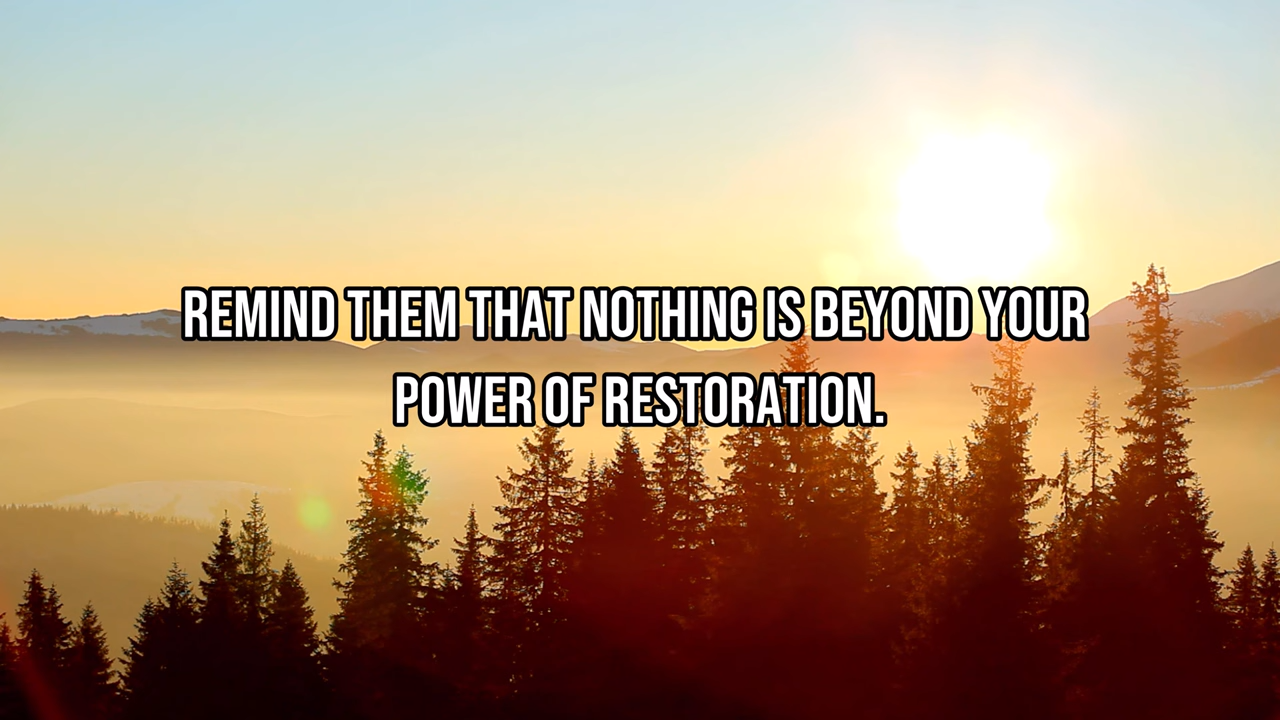 REMIND THEM THAT NOTHING IS BEYOND YOUR
POWER OF RESTORATION.